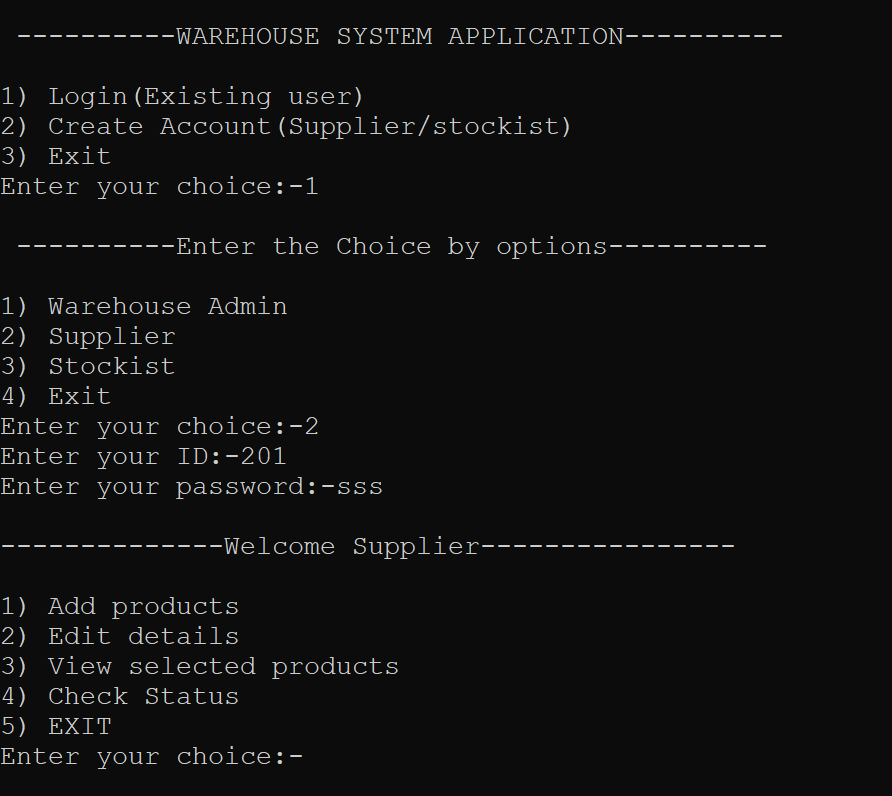 ----------WAREHOUSE SYSTEM APPLICATION----------
1) Login(Existing user)
2) Create Account(Supplier/stockist)
3) Exit
Enter your choice:-1
----------Enter the Choice by options----------
1) Warehouse Admin
2) Supplier
3) Stockist
4) Exit
Enter your choice:-2
Enter your ID:-201
Enter your password:-sss
--------------Welcome Supplier----------------
1) Add products
2) Edit details
3) View selected products
4) Check Status
5) EXIT
Enter your choice:-